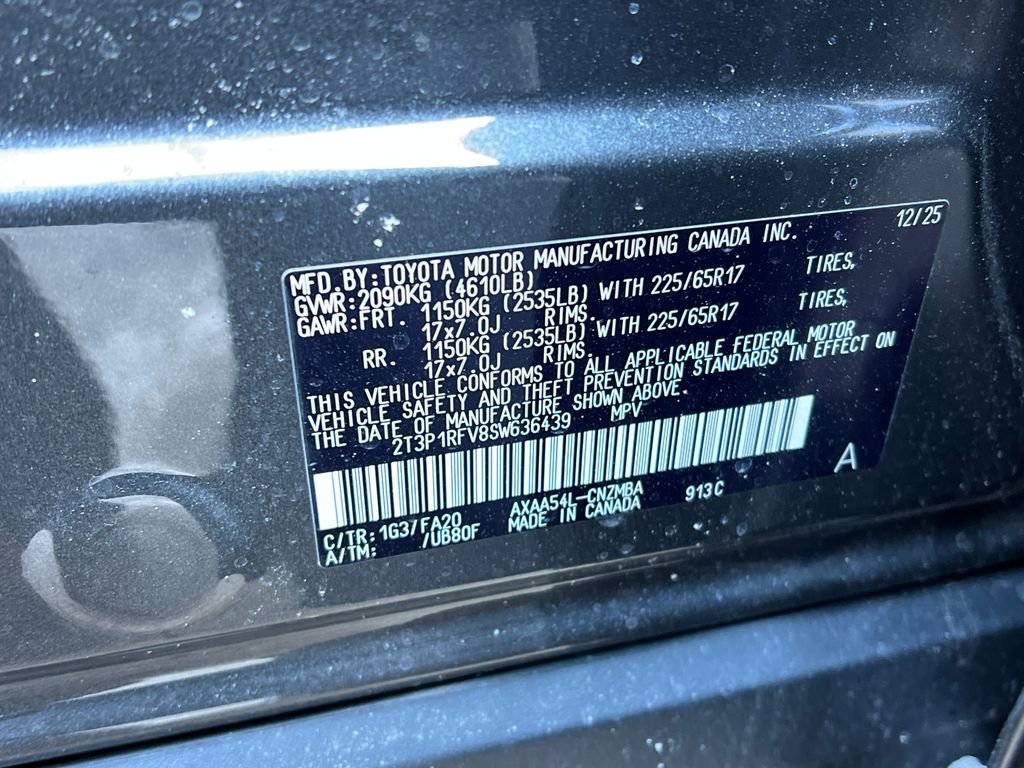 MFD.BY:TOYOTA MOTOR MANUFACTURING CANADA INC. 12/25
GVWR:2090KG (4610LB)
GAWR:FRT. 1150KG (2535LB) WITH 225/65R17 TIRES,
17x7.0J RIMS.
RR. 1150KG (2535LB) WITH 225/65R17 TIRES,
17x7.0J RIMS.
THIS VEHICLE CONFORMS TO ALL APPLICABLE FEDERAL MOTOR
VEHICLE SAFETY AND THEFT PREVENTION STANDARDS IN EFFECT ON
THE DATE OF MANUFACTURE SHOWN ABOVE.
2T3P1RFV8SW636439 MPV
A
C/TR:1G3/FA20 AXAA54L-CNZMBA 913C
A/TM: /UB80F MADE IN CANADA